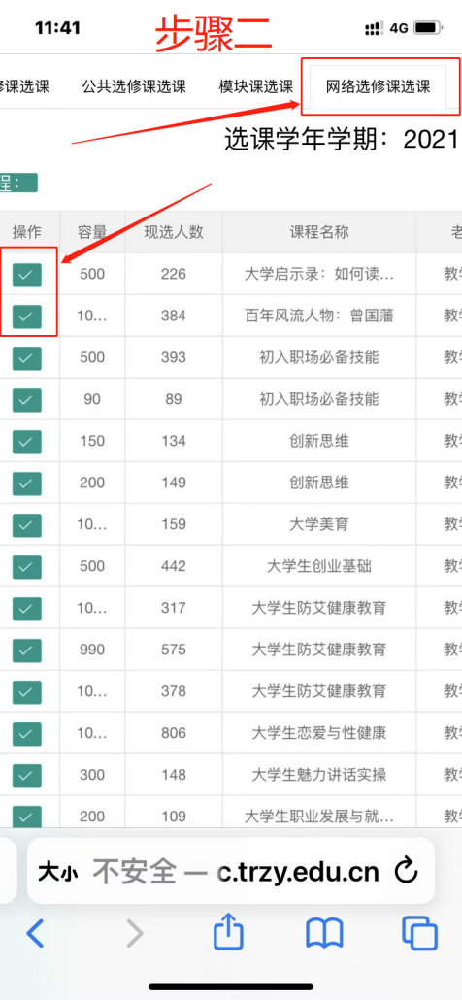 11:41 步骤二 4G
修课选课 公共选修课选课 模块课选课 网络选修课选课
选课学年学期：2021
程：
操作 容量 现选人数 课程名称 老
500 226 大学启示录：如何读... 教
10... 384 百年风流人物：曾国藩 教
500 393 初入职场必备技能 教
90 89 初入职场必备技能 教
150 134 创新思维 教
200 149 创新思维 教
10... 159 大学美育 教
500 442 大学生创业基础 教
10... 317 大学生防艾健康教育 教
990 575 大学生防艾健康教育 教
10... 378 大学生防艾健康教育 教
10... 806 大学生恋爱与性健康 教
300 148 大学生魅力讲话实操 教
200 109 大学生职业发展与就... 教
大小 不安全 — c.trzy.edu.cn